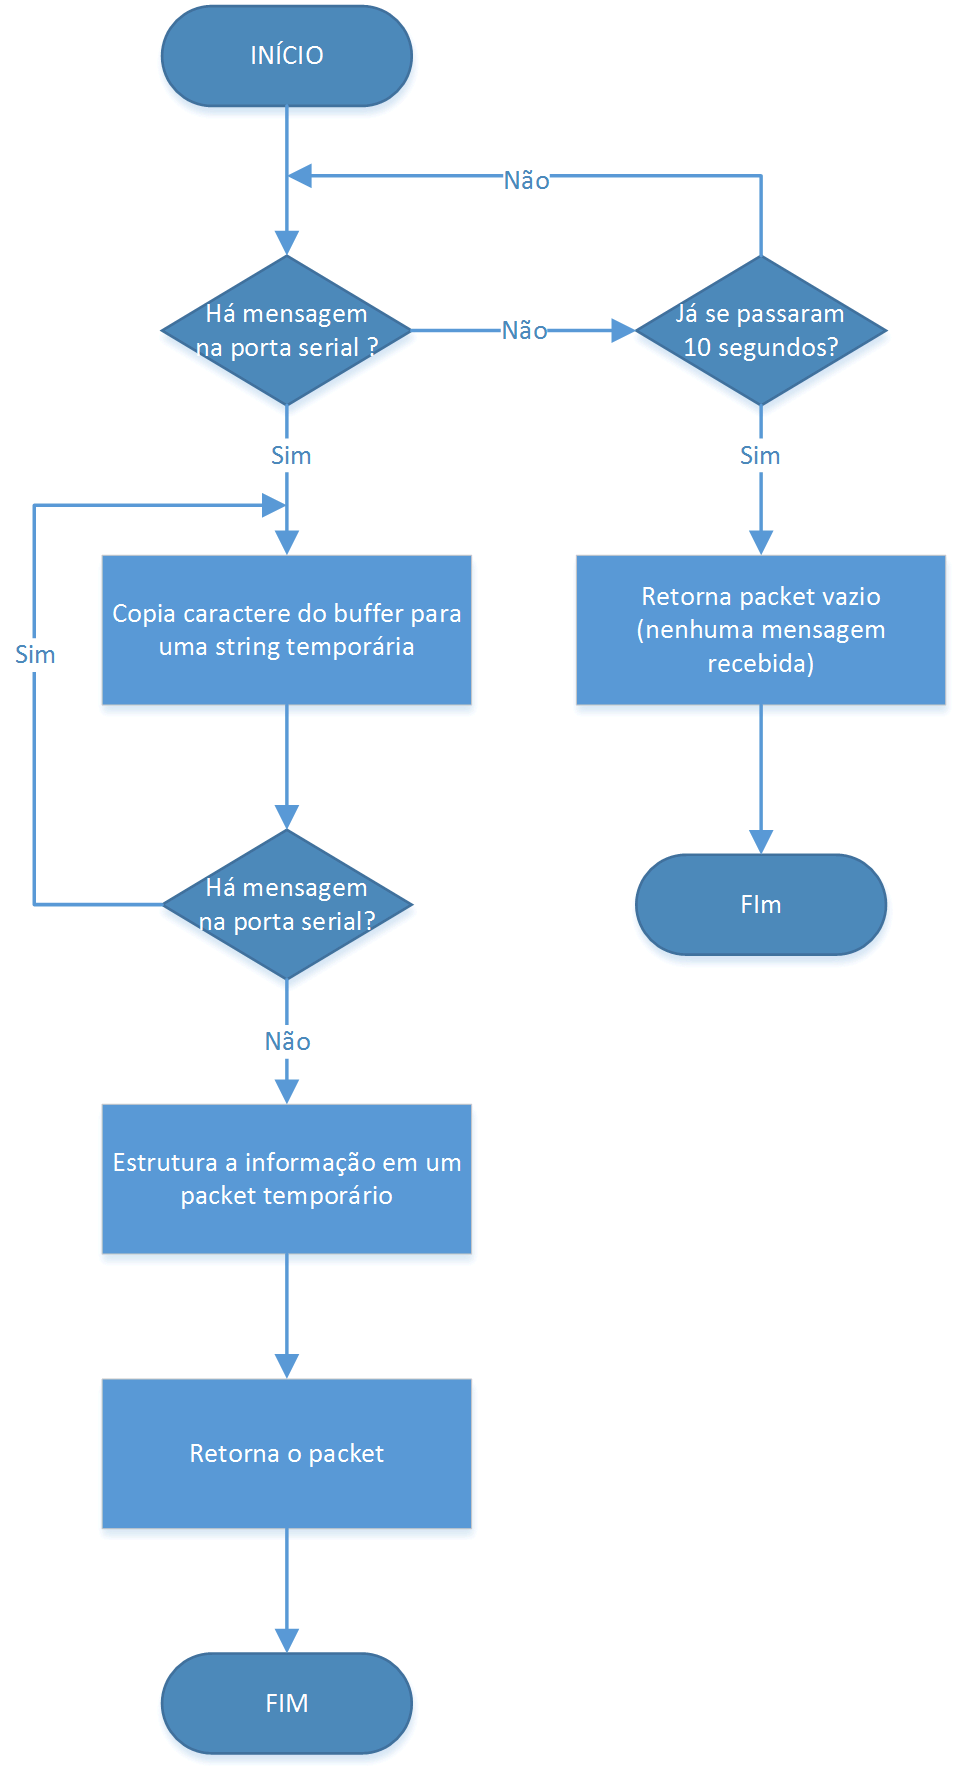 INÍCIO
Não
Há mensagem
na porta serial ?
Não
Já se passaram
10 segundos?
Sim
Sim
Copia caractere do buffer para
uma string temporária
Retorna packet vazio
(nenhuma mensagem
recebida)
Sim
Há mensagem
na porta serial?
FIm
Não
Estrutura a informação em um
packet temporário
Retorna o packet
FIM